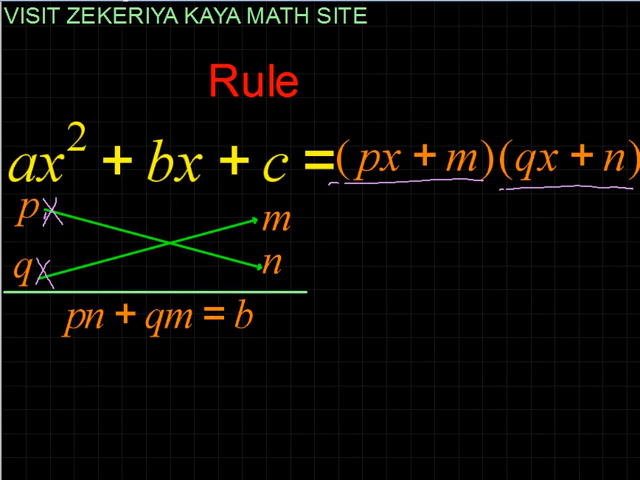 VISIT ZEKERIYA KAYA MATH SITE
Rule
ax² + bx + c = (px + m)(qx + n)
px m
qx n
pn + qm = b